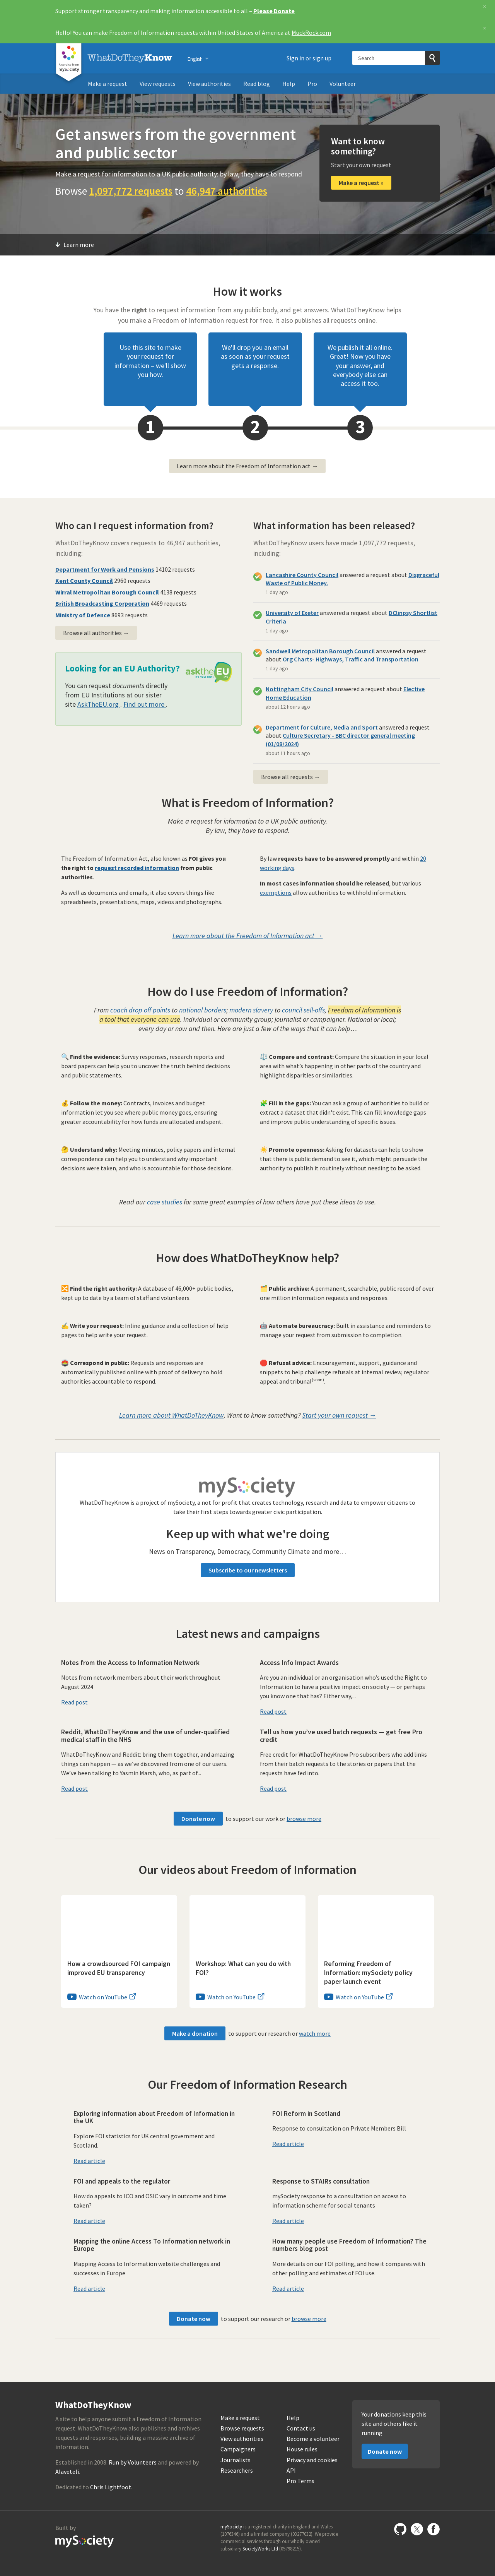 Support stronger transparency and making information accessible to all – Please Donate
×
Hello! You can make Freedom of Information requests within United States of America at MuckRock.com
×
WhatDoTheyKnow
English
Sign in or sign up
Search
Make a request
View requests
View authorities
Read blog
Help
Pro
Volunteer
Get answers from the government
and public sector
Make a request for information to a UK public authority: by law, they have to respond
Browse 1,097,772 requests to 46,947 authorities
Want to know
something?
Start your own request
Make a request »
Learn more
How it works
You have the right to request information from any public body, and get answers. WhatDoTheyKnow helps
you make a Freedom of Information request for free. It also publishes all requests online.
Use this site to make
your request for
information – we'll show
you how.
We'll drop you an email
as soon as your request
gets a response.
We publish it all online.
Great! Now you have
your answer, and
everybody else can
access it too.
1
2
3
Learn more about the Freedom of Information act →
Who can I request information from?
WhatDoTheyKnow covers requests to 46,947 authorities,
including:
Department for Work and Pensions 14102 requests
Kent County Council 2960 requests
Wirral Metropolitan Borough Council 4138 requests
British Broadcasting Corporation 4469 requests
Ministry of Defence 8693 requests
Browse all authorities →
Looking for an EU Authority?
You can request documents directly
from EU Institutions at our sister
site AskTheEU.org . Find out more .
What information has been released?
WhatDoTheyKnow users have made 1,097,772 requests,
including:
Lancashire County Council answered a request about Disgraceful
Waste of Public Money.
1 day ago
University of Exeter answered a request about DClinpsy Shortlist
Criteria
1 day ago
Sandwell Metropolitan Borough Council answered a request
about Org Charts- Highways, Traffic and Transportation
1 day ago
Nottingham City Council answered a request about Elective
Home Education
about 12 hours ago
Department for Culture, Media and Sport answered a request
about Culture Secretary - BBC director general meeting
(01/08/2024)
about 11 hours ago
Browse all requests →
What is Freedom of Information?
Make a request for information to a UK public authority.
By law, they have to respond.
The Freedom of Information Act, also known as FOI gives you
the right to request recorded information from public
authorities.
As well as documents and emails, it also covers things like
spreadsheets, presentations, maps, videos and photographs.
By law requests have to be answered promptly and within 20
working days.
In most cases information should be released, but various
exemptions allow authorities to withhold information.
Learn more about the Freedom of Information act →
How do I use Freedom of Information?
From coach drop off points to national borders; modern slavery to council sell-offs, Freedom of Information is
a tool that everyone can use. Individual or community group; journalist or campaigner. National or local;
every day or now and then. Here are just a few of the ways that it can help…
🔍 Find the evidence: Survey responses, research reports and
board papers can help you to uncover the truth behind decisions
and public statements.
⚖️ Compare and contrast: Compare the situation in your local
area with what's happening in other parts of the country and
highlight disparities or similarities.
💰 Follow the money: Contracts, invoices and budget
information let you see where public money goes, ensuring
greater accountability for how funds are allocated and spent.
🧩 Fill in the gaps: You can ask a group of authorities to build or
extract a dataset that didn't exist. This can fill knowledge gaps
and improve public understanding of specific issues.
🤔 Understand why: Meeting minutes, policy papers and internal
correspondence can help you to understand why important
decisions were taken, and who is accountable for those decisions.
☀️ Promote openness: Asking for datasets can help to show
that there is public demand to see it, which might persuade the
authority to publish it routinely without needing to be asked.
Read our case studies for some great examples of how others have put these ideas to use.
How does WhatDoTheyKnow help?
🔀 Find the right authority: A database of 46,000+ public bodies,
kept up to date by a team of staff and volunteers.
🗂️ Public archive: A permanent, searchable, public record of over
one million information requests and responses.
✍️ Write your request: Inline guidance and a collection of help
pages to help write your request.
🤖 Automate bureaucracy: Built in assistance and reminders to
manage your request from submission to completion.
📮 Correspond in public: Requests and responses are
automatically published online with proof of delivery to hold
authorities accountable to respond.
🛑 Refusal advice: Encouragement, support, guidance and
snippets to help challenge refusals at internal review, regulator
appeal and tribunal(soon).
Learn more about WhatDoTheyKnow. Want to know something? Start your own request →
mySociety
WhatDoTheyKnow is a project of mySociety, a not for profit that creates technology, research and data to empower citizens to
take their first steps towards greater civic participation.
Keep up with what we're doing
News on Transparency, Democracy, Community Climate and more…
Subscribe to our newsletters
Latest news and campaigns
Notes from the Access to Information Network
Notes from network members about their work throughout
August 2024
Read post
Access Info Impact Awards
Are you an individual or an organisation who's used the Right to
Information to have a positive impact on society — or perhaps
you know one that has? Either way,...
Read post
Reddit, WhatDoTheyKnow and the use of under-qualified
medical staff in the NHS
WhatDoTheyKnow and Reddit: bring them together, and amazing
things can happen — as we've discovered from one of our users.
We've been talking to Yasmin Marsh, who, as part of...
Read post
Tell us how you've used batch requests — get free Pro
credit
Free credit for WhatDoTheyKnow Pro subscribers who add links
from their batch requests to the stories or papers that the
requests have fed into.
Read post
Donate now to support our work or browse more
Our videos about Freedom of Information
How a crowdsourced FOI campaign
improved EU transparency
Watch on YouTube
Workshop: What can you do with
FOI?
Watch on YouTube
Reforming Freedom of
Information: mySociety policy
paper launch event
Watch on YouTube
Make a donation to support our research or watch more
Our Freedom of Information Research
Exploring information about Freedom of Information in
the UK
Explore FOI statistics for UK central government and
Scotland.
Read article
FOI Reform in Scotland
Response to consultation on Private Members Bill
Read article
FOI and appeals to the regulator
How do appeals to ICO and OSIC vary in outcome and time
taken?
Read article
Response to STAIRs consultation
mySociety response to a consultation on access to
information scheme for social tenants
Read article
Mapping the online Access To Information network in
Europe
Mapping Access to Information website challenges and
successes in Europe
Read article
How many people use Freedom of Information? The
numbers blog post
More details on our FOI polling, and how it compares with
other polling and estimates of FOI use.
Read article
Donate now to support our research or browse more
WhatDoTheyKnow
A site to help anyone submit a Freedom of Information
request. WhatDoTheyKnow also publishes and archives
requests and responses, building a massive archive of
information.
Established in 2008. Run by Volunteers and powered by
Alaveteli.
Dedicated to Chris Lightfoot.
Make a request
Browse requests
View authorities
Campaigners
Journalists
Researchers
Help
Contact us
Become a volunteer
House rules
Privacy and cookies
API
Pro Terms
Your donations keep this
site and others like it
running
Donate now
Built by
mySociety
mySociety is a registered charity in England and Wales
(1076346) and a limited company (03277032). We provide
commercial services through our wholly owned
subsidiary SocietyWorks Ltd (05798215).